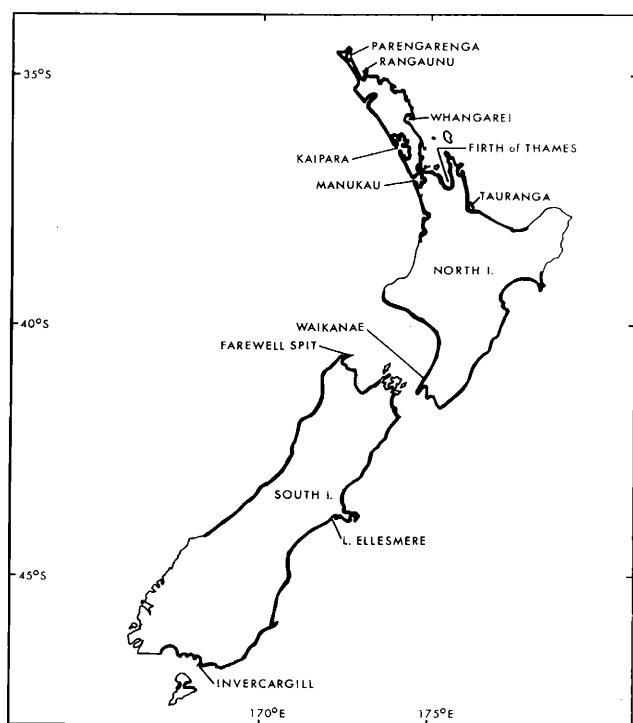 PARENGARENGA
35°S
RANGAUNU
WHANGAREI
FIRTH of THAMES
KAIPARA
MANUKAU
TAURANGA
NORTH I.
40°S
WAIKANAE
FAREWELL SPIT
SOUTH I.
L. ELLESMERE
45°S
INVERCARGILL
170°E
175°E